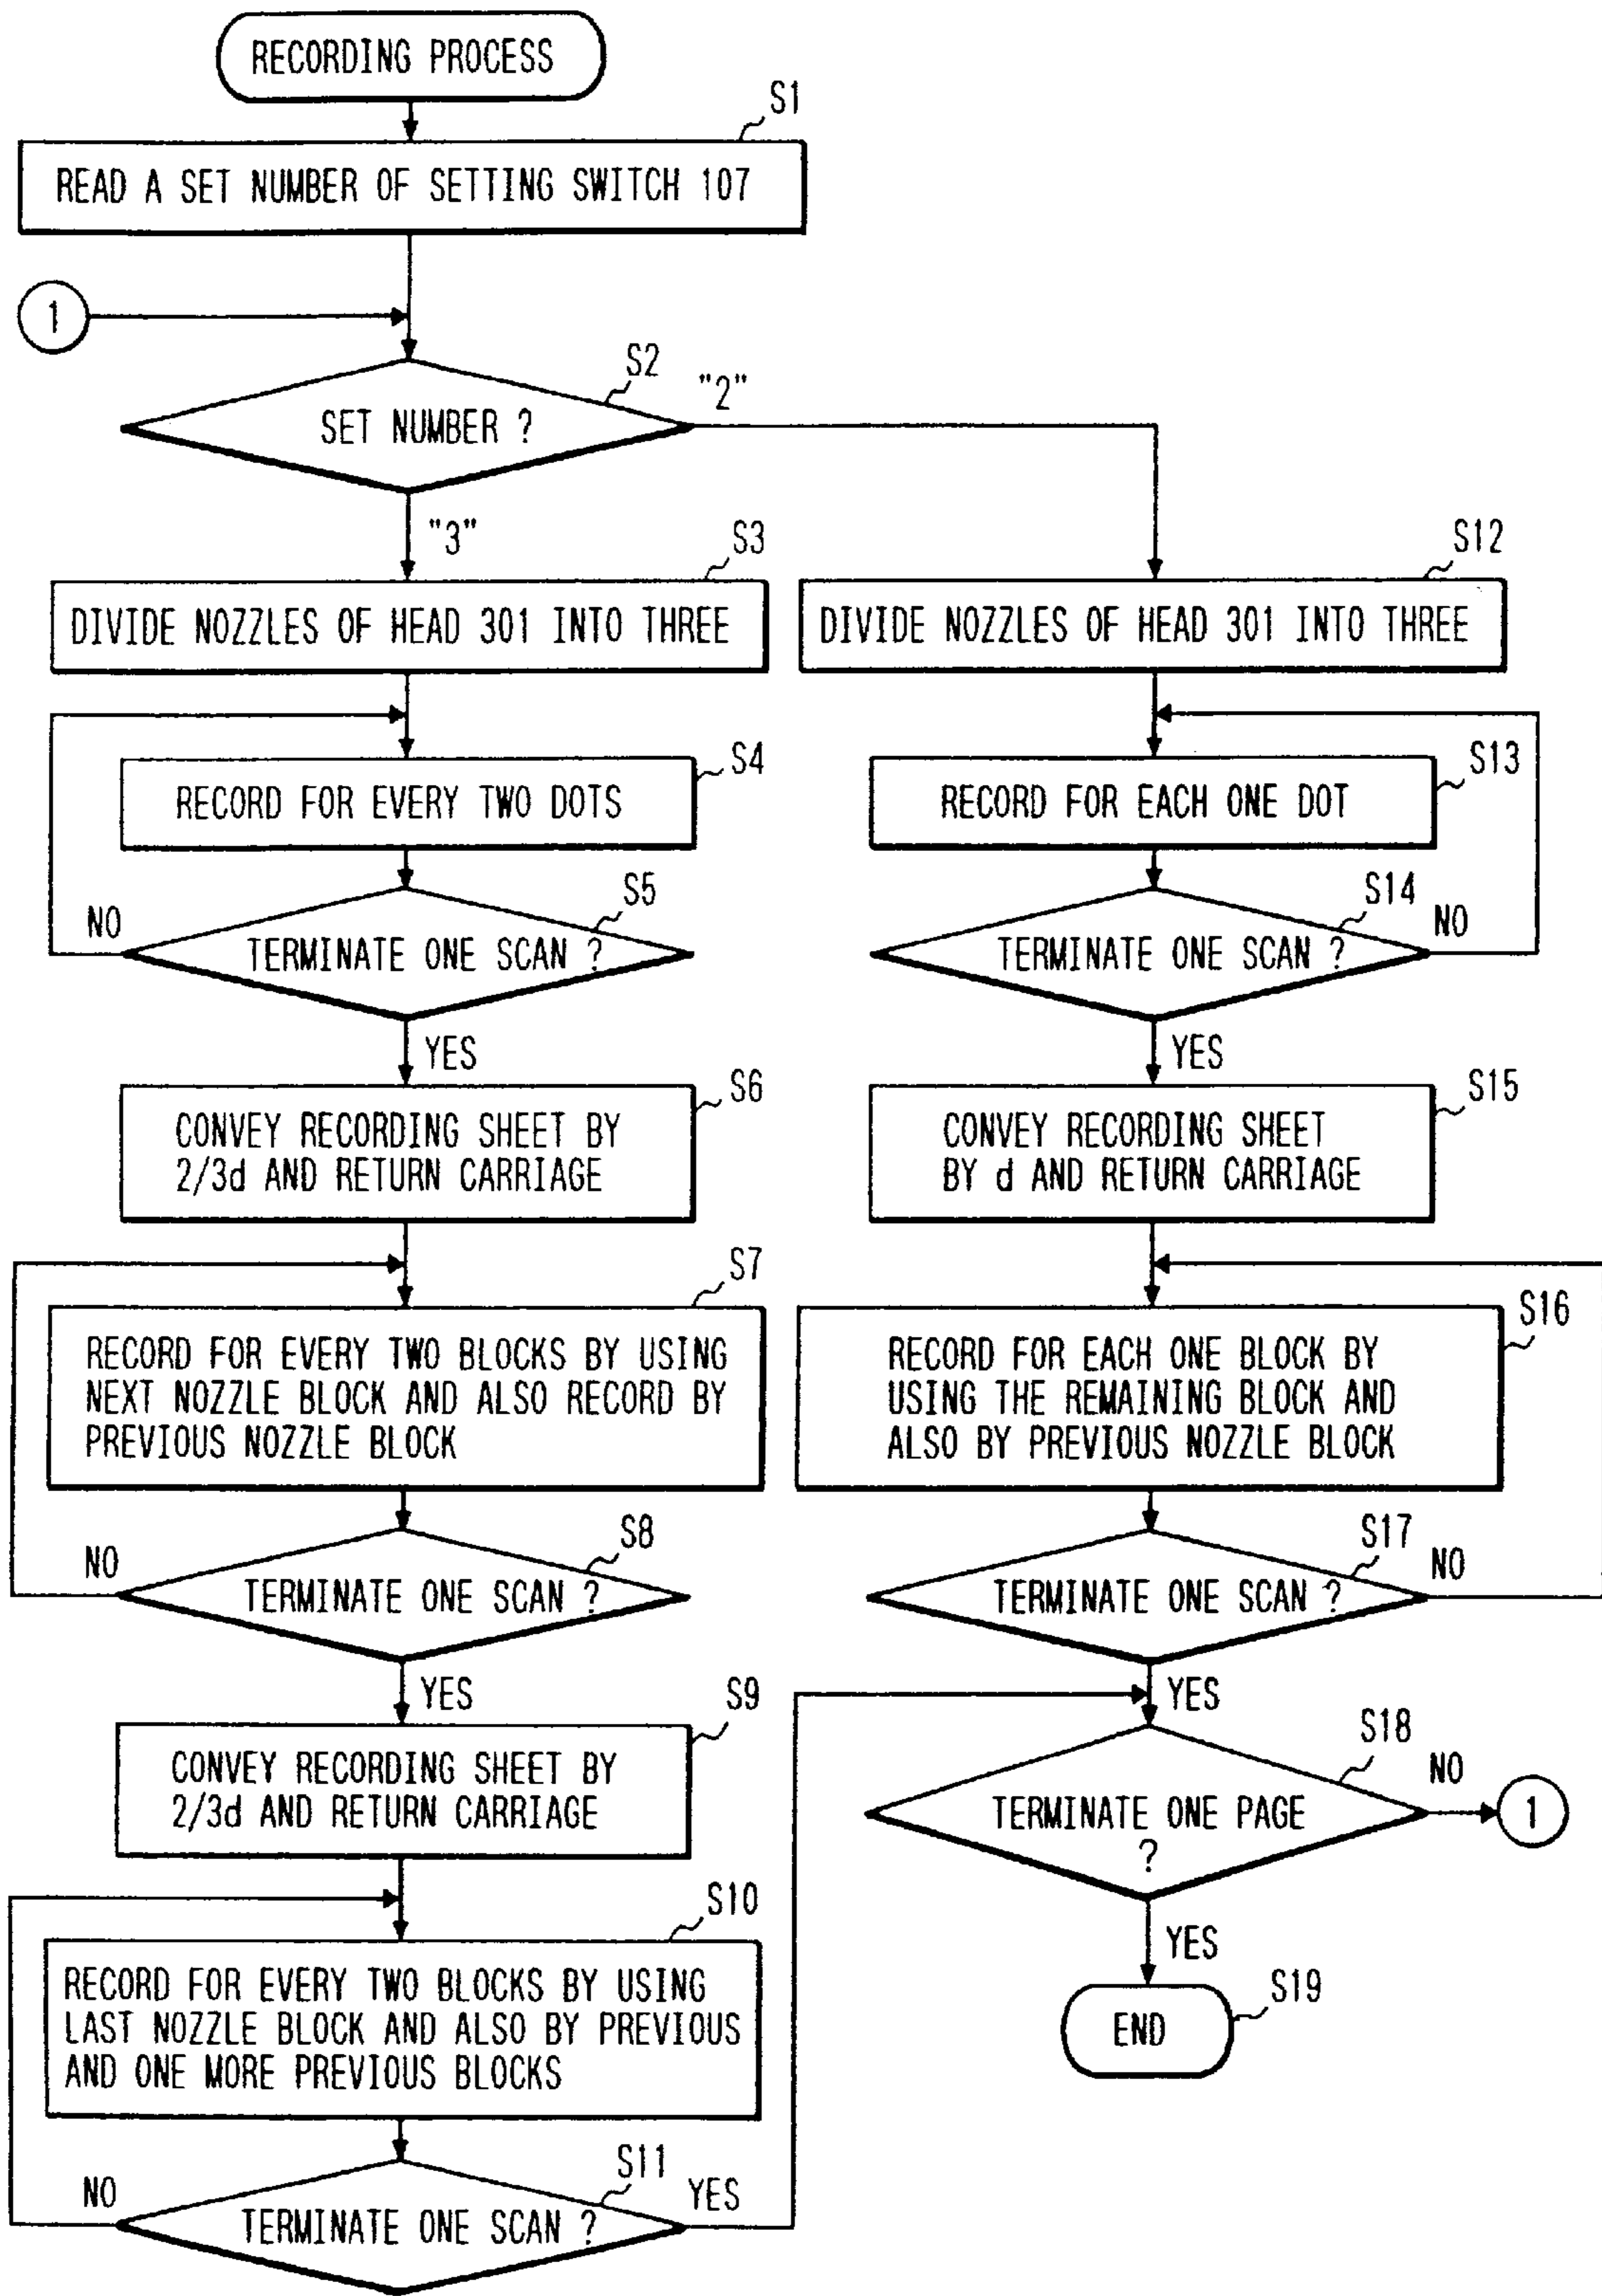 RECORDING PROCESS
S1
READ A SET NUMBER OF SETTING SWITCH 107
1
S2
"2"
SET NUMBER ?
"3"
S3
DIVIDE NOZZLES OF HEAD 301 INTO THREE
S12
DIVIDE NOZZLES OF HEAD 301 INTO THREE
S4
RECORD FOR EVERY TWO DOTS
S13
RECORD FOR EACH ONE DOT
S5
NO
TERMINATE ONE SCAN ?
S14
NO
TERMINATE ONE SCAN ?
YES
YES
S6
CONVEY RECORDING SHEET BY
2/3d AND RETURN CARRIAGE
S15
CONVEY RECORDING SHEET
BY d AND RETURN CARRIAGE
S7
RECORD FOR EVERY TWO BLOCKS BY USING
NEXT NOZZLE BLOCK AND ALSO RECORD BY
PREVIOUS NOZZLE BLOCK
S16
RECORD FOR EACH ONE BLOCK BY
USING THE REMAINING BLOCK AND
ALSO BY PREVIOUS NOZZLE BLOCK
S8
NO
TERMINATE ONE SCAN ?
S17
NO
TERMINATE ONE SCAN ?
YES
YES
S9
CONVEY RECORDING SHEET BY
2/3d AND RETURN CARRIAGE
S18
NO
TERMINATE ONE PAGE
?
1
S10
RECORD FOR EVERY TWO BLOCKS BY USING
LAST NOZZLE BLOCK AND ALSO BY PREVIOUS
AND ONE MORE PREVIOUS BLOCKS
YES
S19
END
S11
NO
YES
TERMINATE ONE SCAN ?